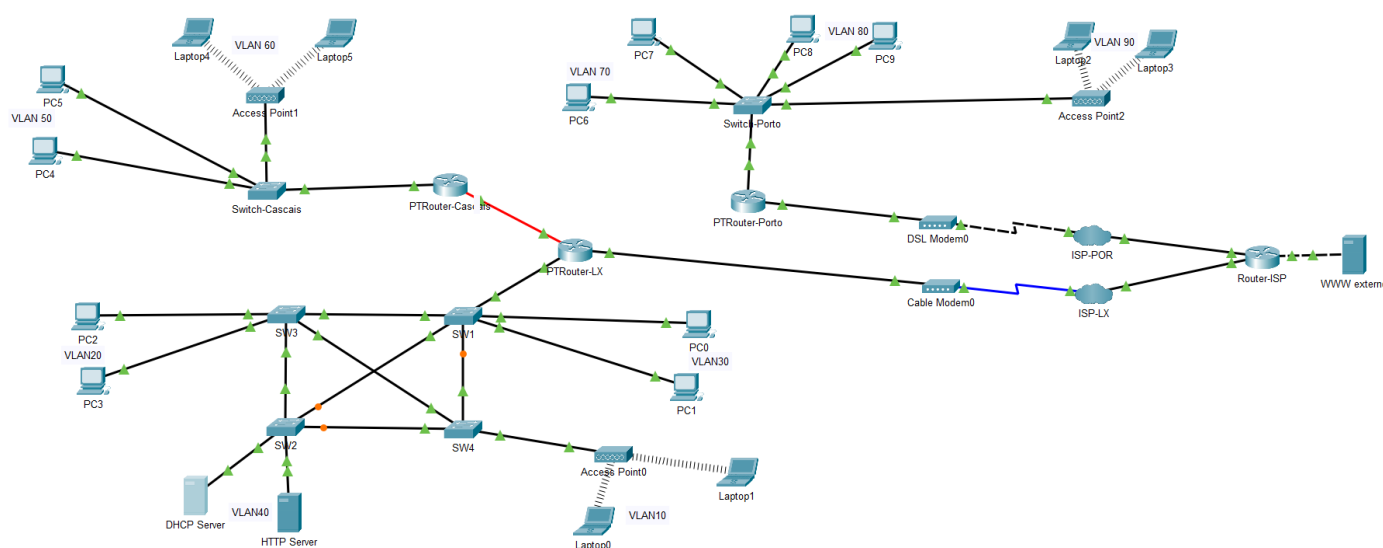 VLAN 60
Laptop4
Laptop5
PC5
Access Point1
VLAN 50
PC4
Switch-Cascais
PTRouter-Cascais
PC7
VLAN 80
PC8
PC9
VLAN 90
Laptop2
Laptop3
VLAN 70
PC6
Switch-Porto
Access Point2
PTRouter-Porto
DSL Modem0
ISP-POR
Router-ISP
WWW extern
PTRouter-LX
Cable Modem0
ISP-LX
PC2
SW3
SW1
PC0
VLAN20
VLAN30
PC3
PC1
SW2
SW4
Access Point0
Laptop1
DHCP Server
VLAN40
HTTP Server
VLAN10
Laptop0